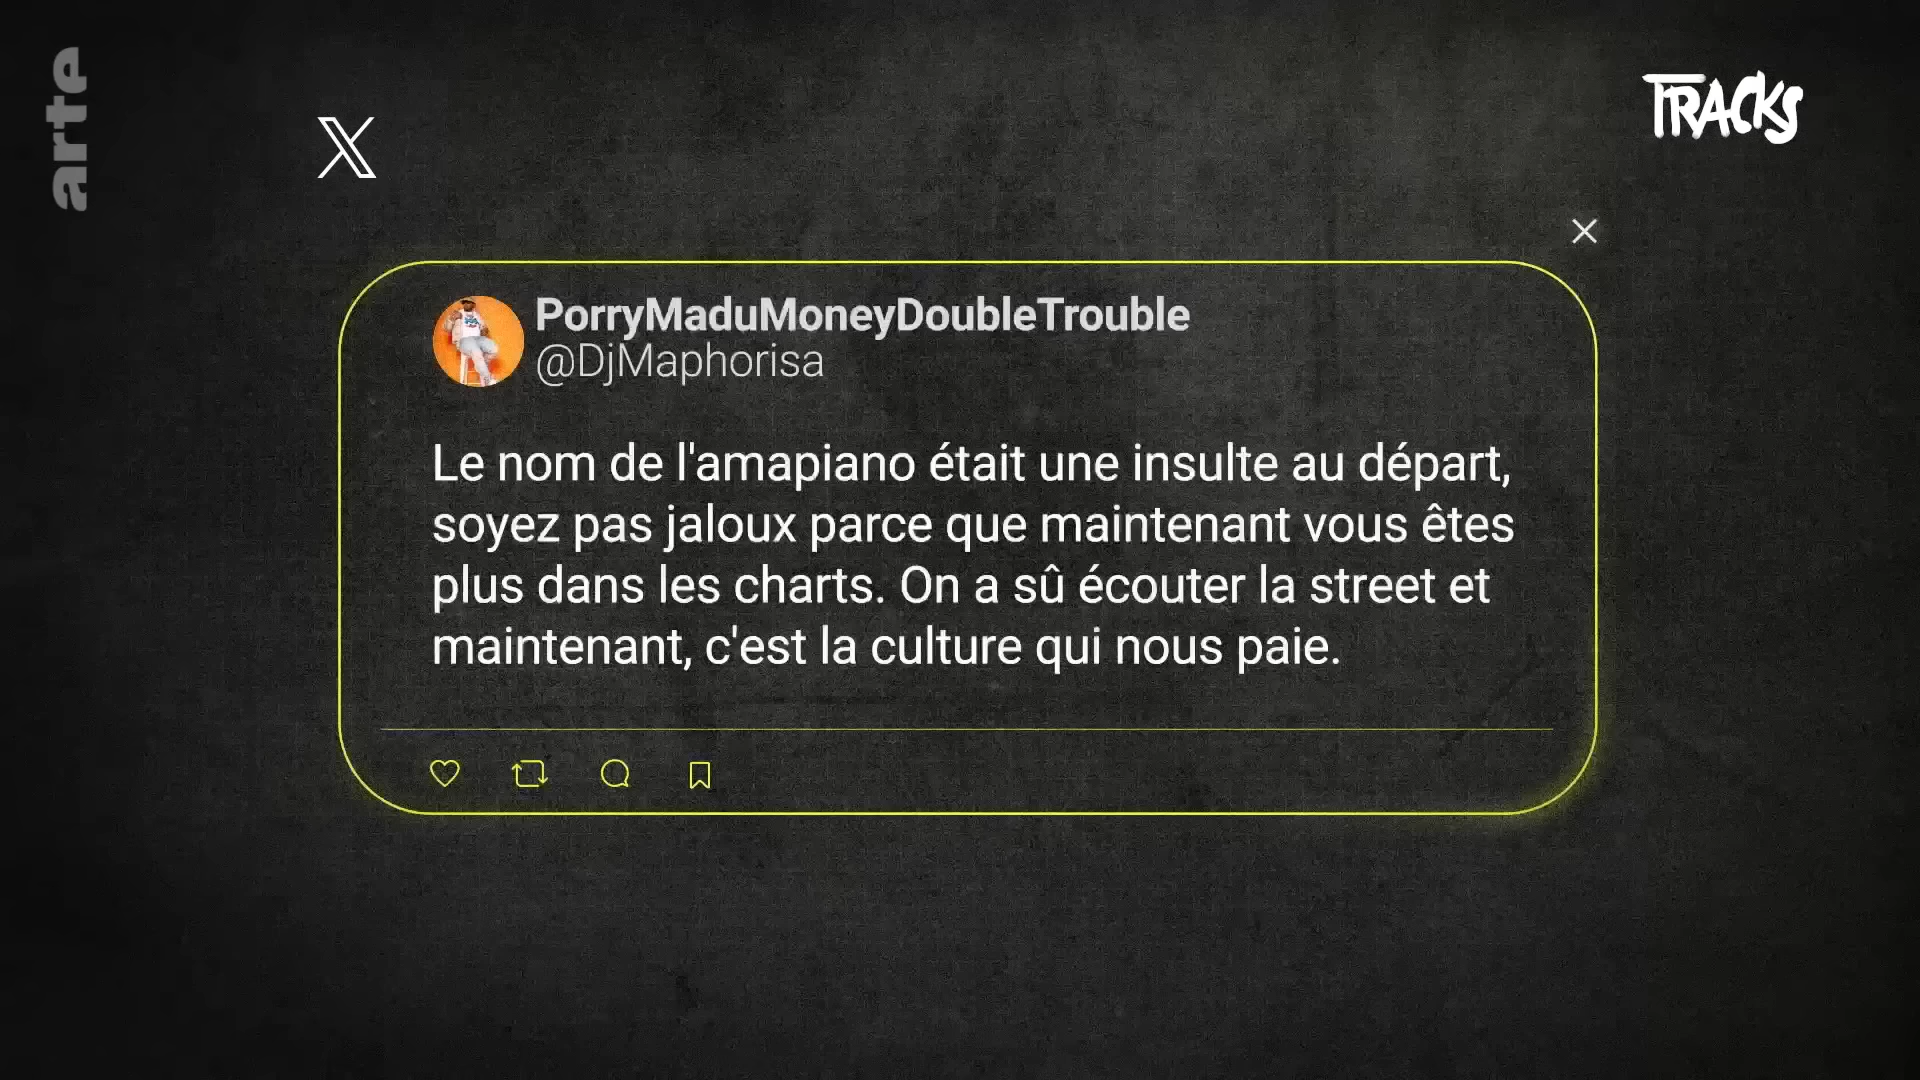 arte
TRACKS
X
PorryMaduMoneyDoubleTrouble
@DjMaphorisa
Le nom de l'amapiano était une insulte au départ,
soyez pas jaloux parce que maintenant vous êtes
plus dans les charts. On a sû écouter la street et
maintenant, c'est la culture qui nous paie.